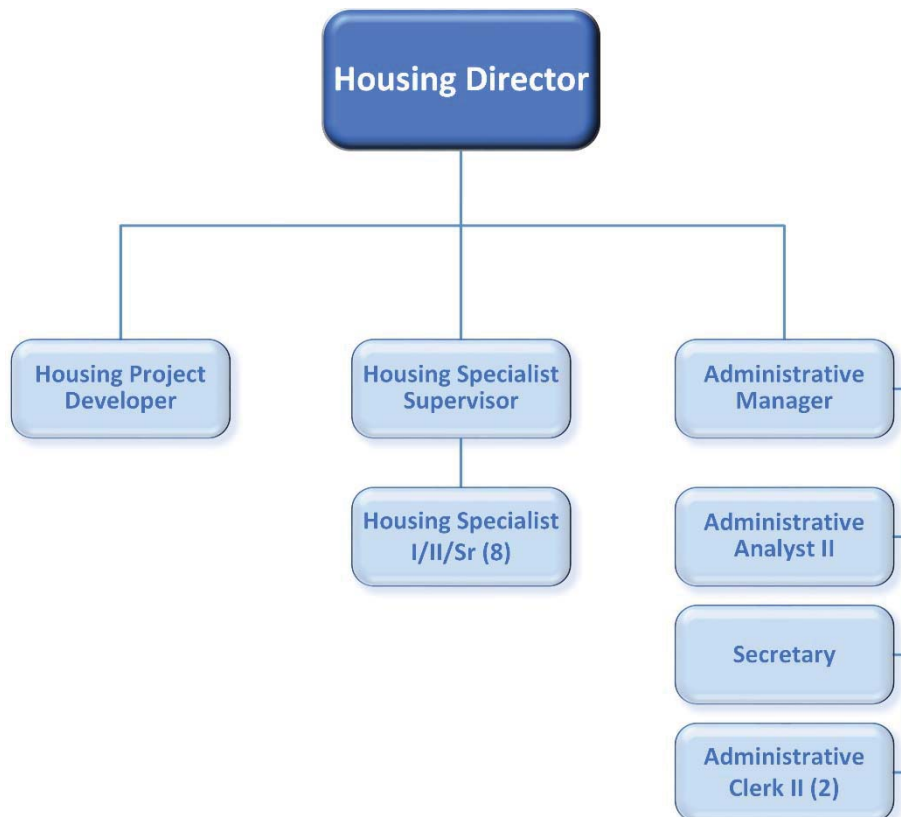 Housing Director
Housing Project
Developer
Housing Specialist
Supervisor
Administrative
Manager
Housing Specialist
I/II/Sr (8)
Administrative
Analyst II
Secretary
Administrative
Clerk II (2)